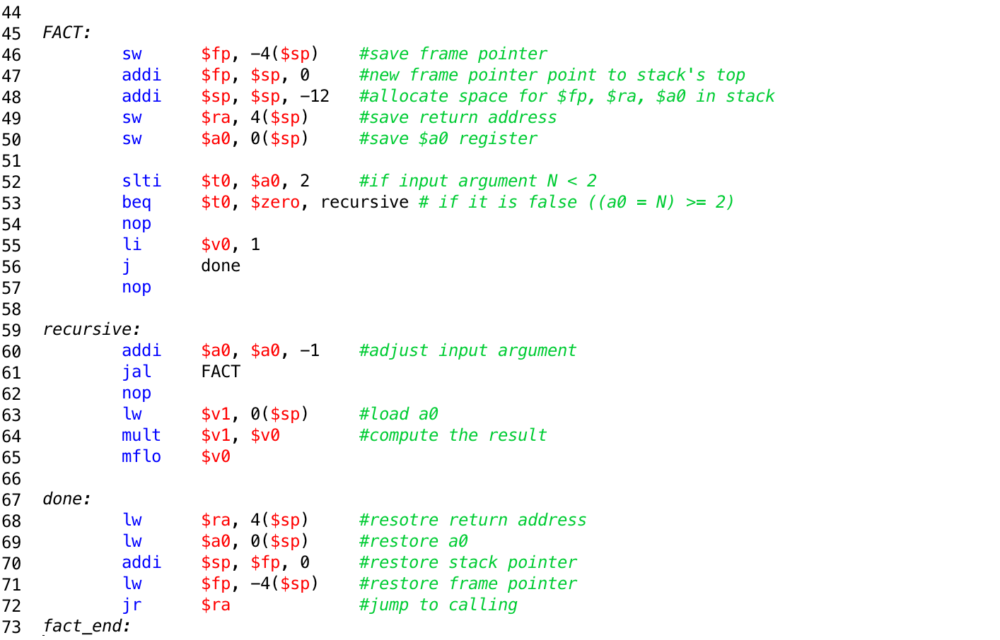 44
45 FACT:
46 sw $fp, −4($sp) #save frame pointer
47 addi $fp, $sp, 0 #new frame pointer point to stack's top
48 addi $sp, $sp, −12 #allocate space for $fp, $ra, $a0 in stack
49 sw $ra, 4($sp) #save return address
50 sw $a0, 0($sp) #save $a0 register
51
52 slti $t0, $a0, 2 #if input argument N < 2
53 beq $t0, $zero, recursive # if it is false ((a0 = N) >= 2)
54 nop
55 li $v0, 1
56 j done
57 nop
58
59 recursive:
60 addi $a0, $a0, −1 #adjust input argument
61 jal FACT
62 nop
63 lw $v1, 0($sp) #load a0
64 mult $v1, $v0 #compute the result
65 mflo $v0
66
67 done:
68 lw $ra, 4($sp) #resotre return address
69 lw $a0, 0($sp) #restore a0
70 addi $sp, $fp, 0 #restore stack pointer
71 lw $fp, −4($sp) #restore frame pointer
72 jr $ra #jump to calling
73 fact_end: